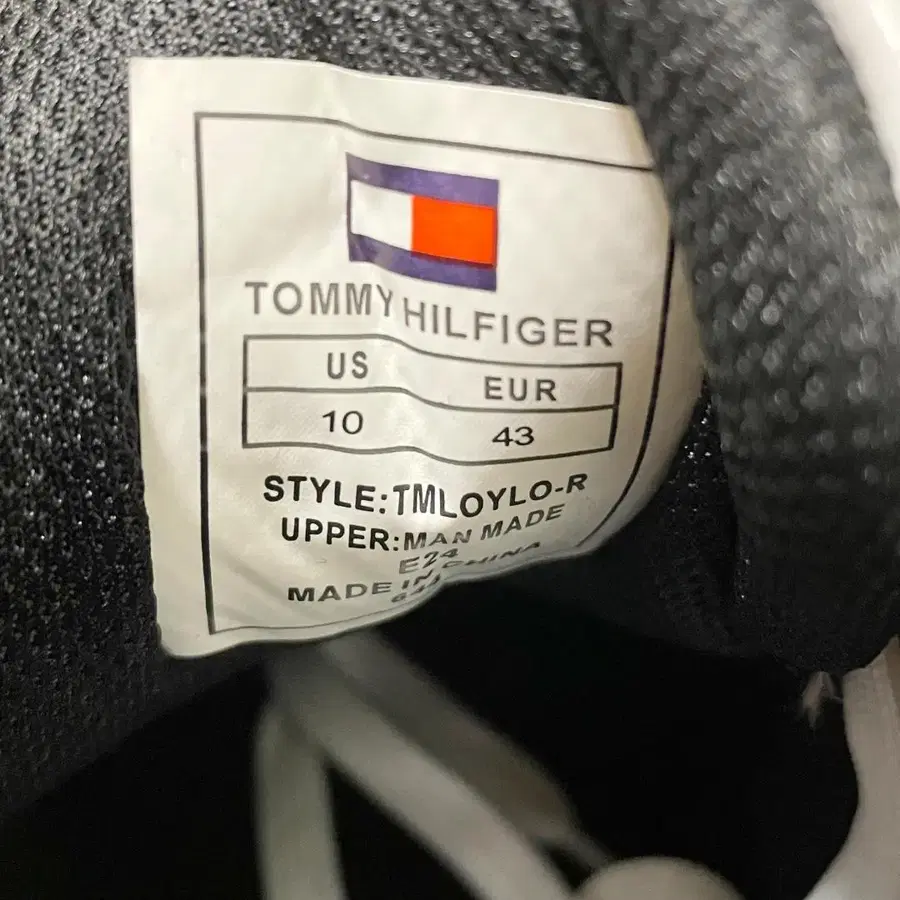 TOMMY HILFIGER
US EUR
10 43
STYLE:TMLOYLO-R
UPPER:MAN MADE
E24
MADE IN CHINA